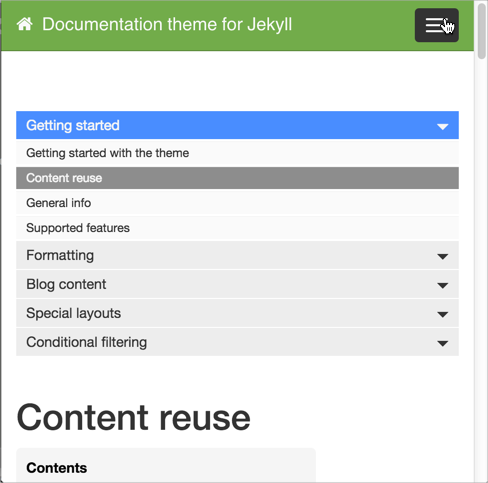 Documentation theme for Jekyll
Getting started
Getting started with the theme
Content reuse
General info
Supported features
Formatting
Blog content
Special layouts
Conditional filtering
Content reuse
Contents